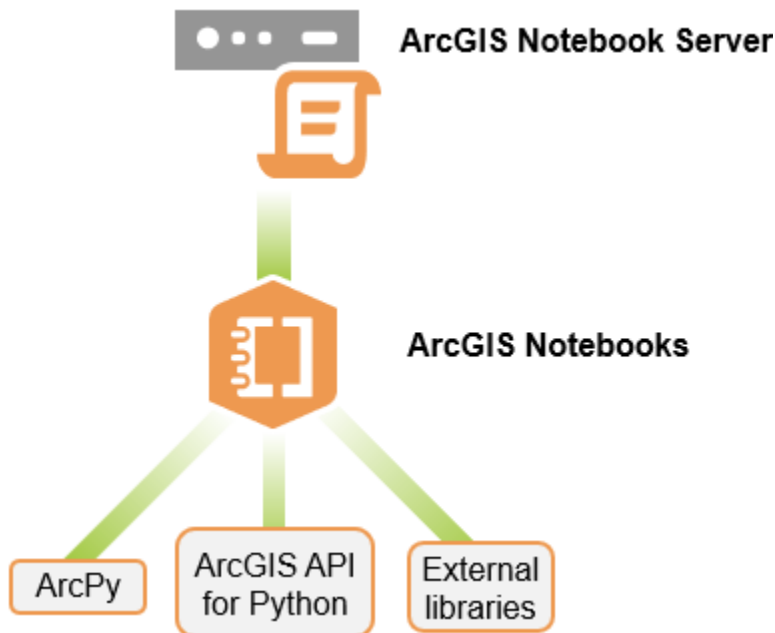 ArcGIS Notebook Server
ArcGIS Notebooks
ArcPy
ArcGIS API
for Python
External
libraries